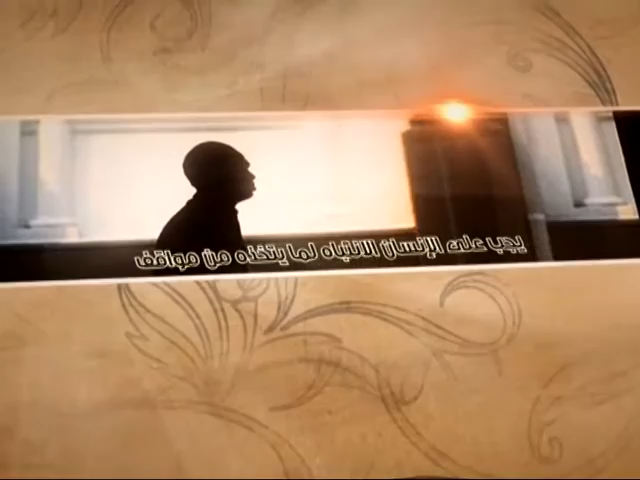 يجب على الإنسان الانتباه لما يتخذه من مواقف